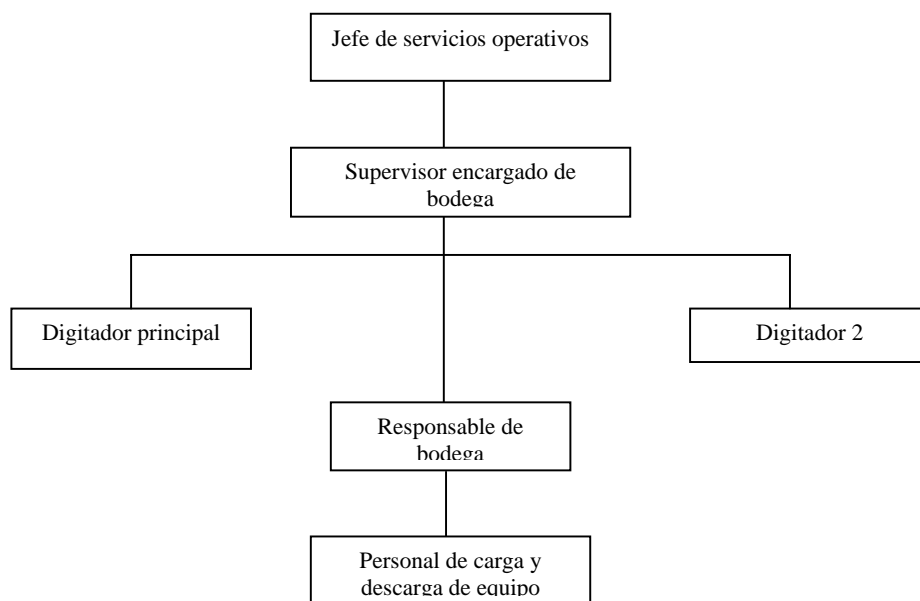 Jefe de servicios operativos
Supervisor encargado de
bodega
Digitador principal
Digitador 2
Responsable de
bodega
Personal de carga y
descarga de equipo